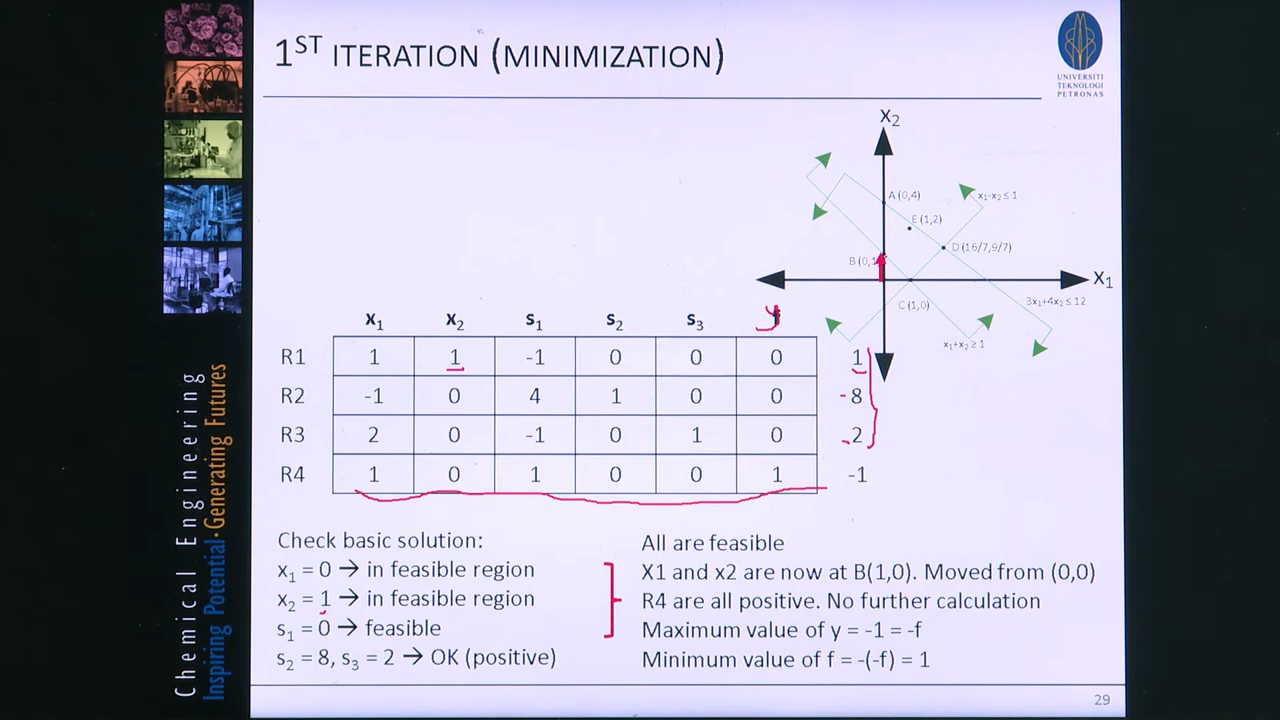 1ST ITERATION (MINIMIZATION)
UNIVERSITI
TEKNOLOGI
PETRONAS
Chemical Engineering
Inspiring Potential · Generating Futures
X2
A (0,4)
x1-x2 ≤ 1
E (1,2)
D (16/7,9/7)
B (0,1
X1
C (1,0)
3x1+4x2 ≤ 12
x1+x2 ≥ 1
x1 x2 s1 s2 s3 y
R1 1 1 -1 0 0 0 1
R2 -1 0 4 1 0 0 8
R3 2 0 -1 0 1 0 2
R4 1 0 1 0 0 1 -1
Check basic solution:
x1 = 0 → in feasible region
x2 = 1 → in feasible region
s1 = 0 → feasible
s2 = 8, s3 = 2 → OK (positive)
All are feasible
X1 and x2 are now at B(1,0). Moved from (0,0)
R4 are all positive. No further calculation
Maximum value of y = -1 = -f
Minimum value of f = -(-f) = 1
29